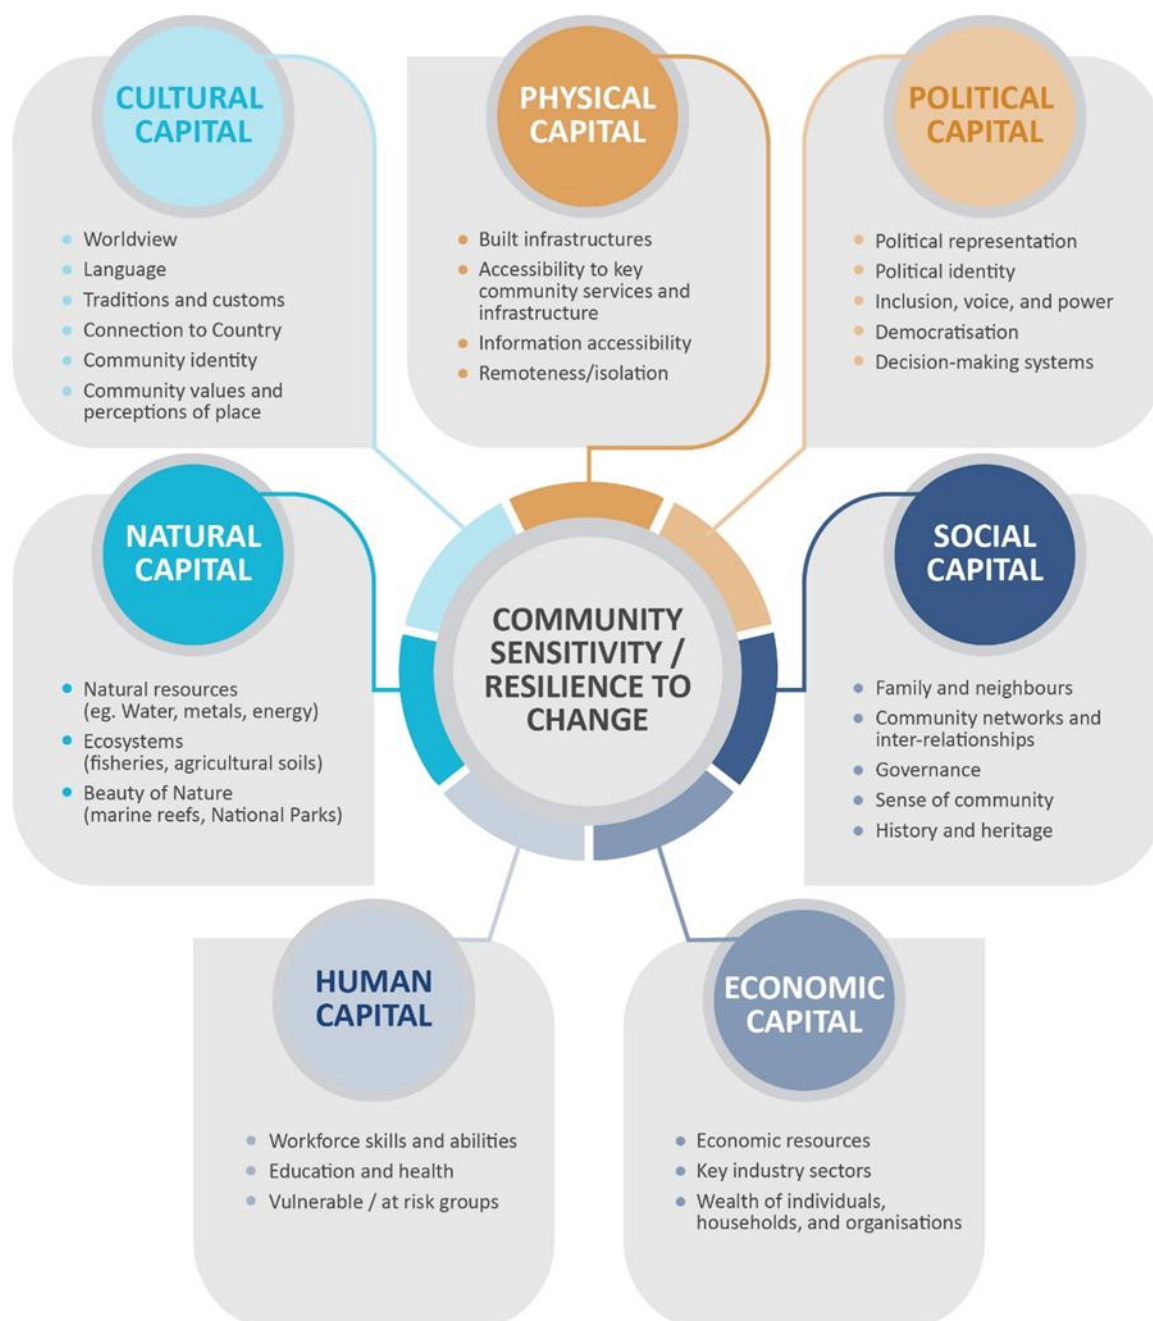 CULTURAL
CAPITAL
Worldview
Language
Traditions and customs
Connection to Country
Community identity
Community values and
perceptions of place
PHYSICAL
CAPITAL
Built infrastructures
Accessibility to key
community services and
infrastructure
Information accessibility
Remoteness/isolation
POLITICAL
CAPITAL
Political representation
Political identity
Inclusion, voice, and power
Democratisation
Decision-making systems
NATURAL
CAPITAL
Natural resources
(eg. Water, metals, energy)
Ecosystems
(fisheries, agricultural soils)
Beauty of Nature
(marine reefs, National Parks)
COMMUNITY
SENSITIVITY /
RESILIENCE TO
CHANGE
SOCIAL
CAPITAL
Family and neighbours
Community networks and
inter-relationships
Governance
Sense of community
History and heritage
HUMAN
CAPITAL
Workforce skills and abilities
Education and health
Vulnerable / at risk groups
ECONOMIC
CAPITAL
Economic resources
Key industry sectors
Wealth of individuals,
households, and organisations